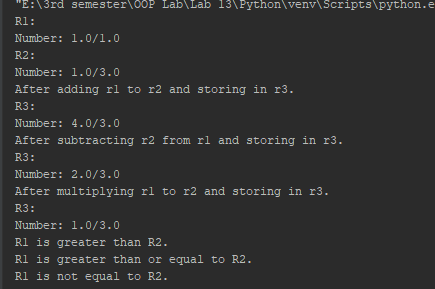 "E:\3rd semester\OOP Lab\Lab 13\Python\venv\Scripts\python.e
R1:
Number: 1.0/1.0
R2:
Number: 1.0/3.0
After adding r1 to r2 and storing in r3.
R3:
Number: 4.0/3.0
After subtracting r2 from r1 and storing in r3.
R3:
Number: 2.0/3.0
After multiplying r1 to r2 and storing in r3.
R3:
Number: 1.0/3.0
R1 is greater than R2.
R1 is greater than or equal to R2.
R1 is not equal to R2.